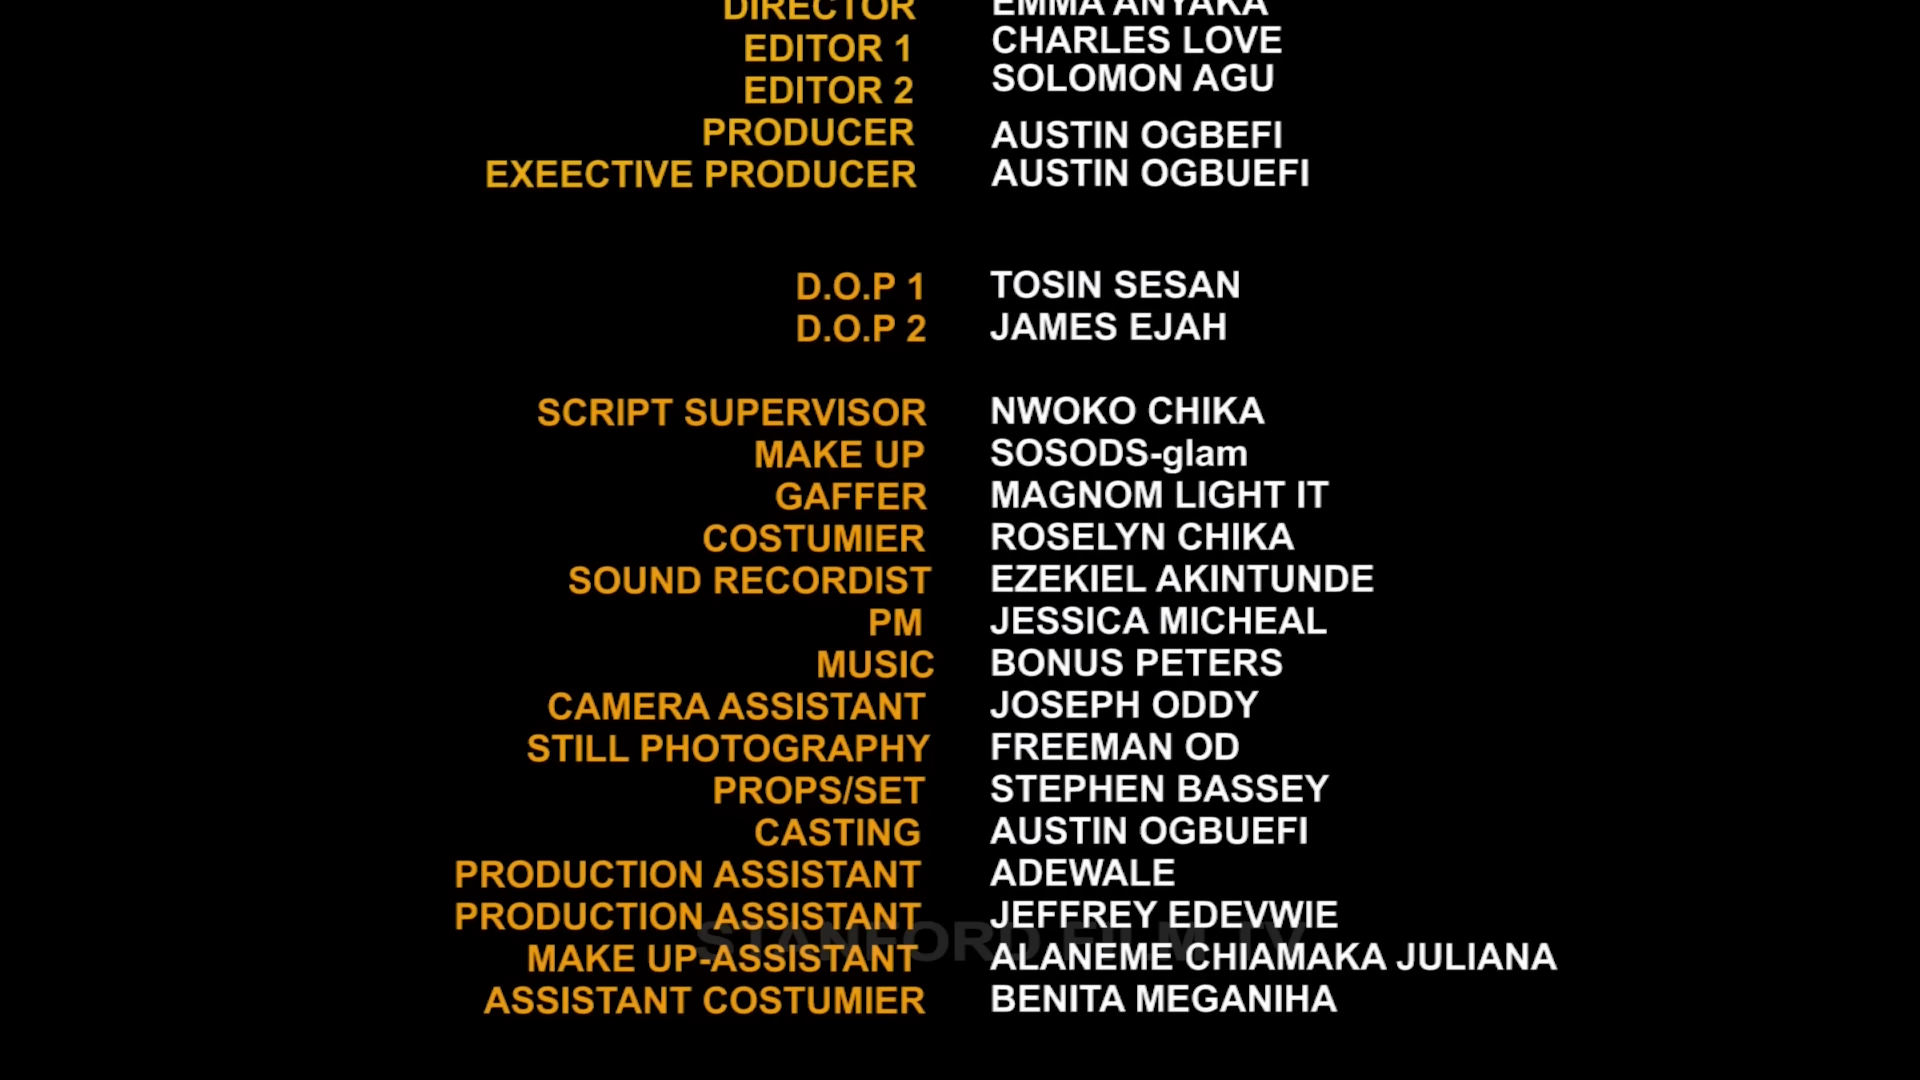 DIRECTOR EMMA ANYAKA
EDITOR 1 CHARLES LOVE
EDITOR 2 SOLOMON AGU
PRODUCER AUSTIN OGBEFI
EXEECTIVE PRODUCER AUSTIN OGBUEFI
D.O.P 1 TOSIN SESAN
D.O.P 2 JAMES EJAH
SCRIPT SUPERVISOR NWOKO CHIKA
MAKE UP SOSODS-glam
GAFFER MAGNOM LIGHT IT
COSTUMIER ROSELYN CHIKA
SOUND RECORDIST EZEKIEL AKINTUNDE
PM JESSICA MICHEAL
MUSIC BONUS PETERS
CAMERA ASSISTANT JOSEPH ODDY
STILL PHOTOGRAPHY FREEMAN OD
PROPS/SET STEPHEN BASSEY
CASTING AUSTIN OGBUEFI
PRODUCTION ASSISTANT ADEWALE
PRODUCTION ASSISTANT JEFFREY EDEVWIE
STANFORD FILM TV
MAKE UP-ASSISTANT ALANEME CHIAMAKA JULIANA
ASSISTANT COSTUMIER BENITA MEGANIHA